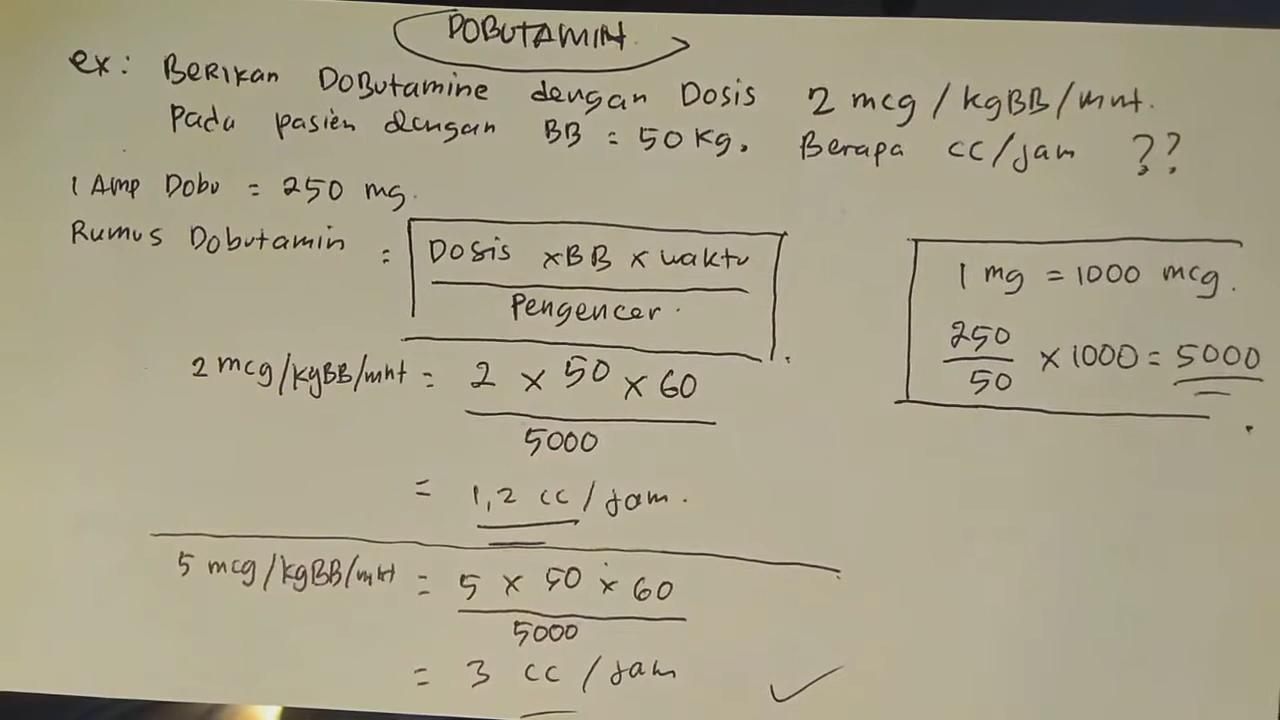 DOBUTAMIN.
ex: Berikan Dobutamine dengan Dosis 2 mcg/kgBB/mnt.
Pada pasien dengan BB = 50 Kg. Berapa cc/jam ??
1 Amp Dobu = 250 mg.
Rumus Dobutamin = Dosis x BB x waktu
Pengencer.
1 mg = 1000 mcg.
250
50 x 1000 = 5000
2 mcg/kgBB/mnt = 2 x 50 x 60
5000
= 1,2 cc/jam.
5 mcg/kgBB/mnt = 5 x 50 x 60
5000
= 3 cc/jam